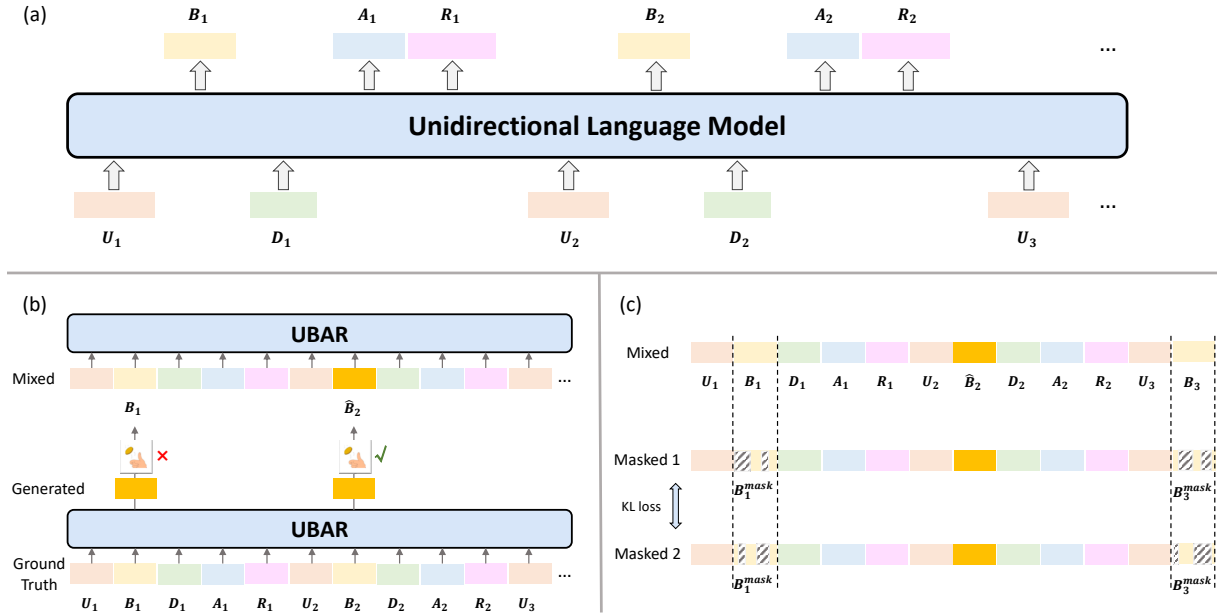 (a)
B₁ A₁ R₁ B₂ A₂ R₂ ...
Unidirectional Language Model
U₁ D₁ U₂ D₂ U₃ ...
(b)
UBAR
Mixed ...
B₁ B̂₂
× √
Generated
UBAR
Ground
Truth ...
U₁ B₁ D₁ A₁ R₁ U₂ B₂ D₂ A₂ R₂ U₃
(c)
Mixed
U₁ B₁ D₁ A₁ R₁ U₂ B̂₂ D₂ A₂ R₂ U₃ B₃
Masked 1
B₁ᵐᵃˢᵏ B₃ᵐᵃˢᵏ
KL loss
Masked 2
B₁ᵐᵃˢᵏ B₃ᵐᵃˢᵏ